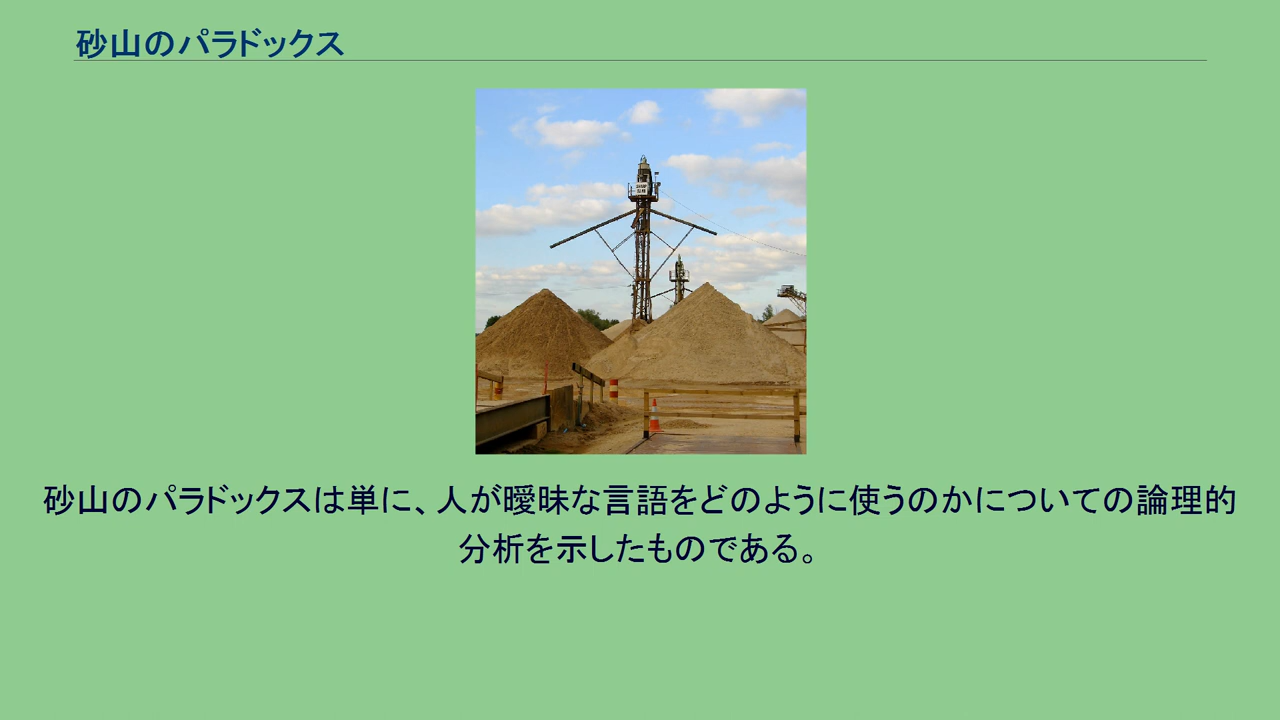 砂山のパラドックス
砂山のパラドックスは単に、人が曖昧な言語をどのように使うのかについての論理的
分析を示したものである。